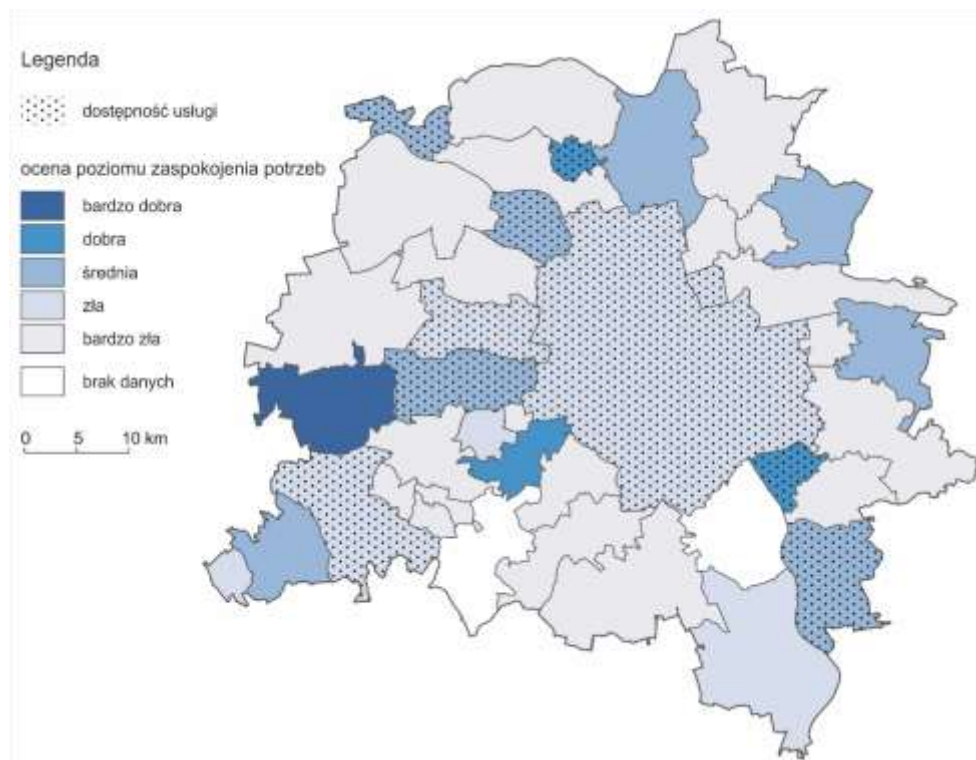 Legenda
dostępność usługi
ocena poziomu zaspokojenia potrzeb
bardzo dobra
dobra
średnia
zła
bardzo zła
brak danych
0 5 10 km